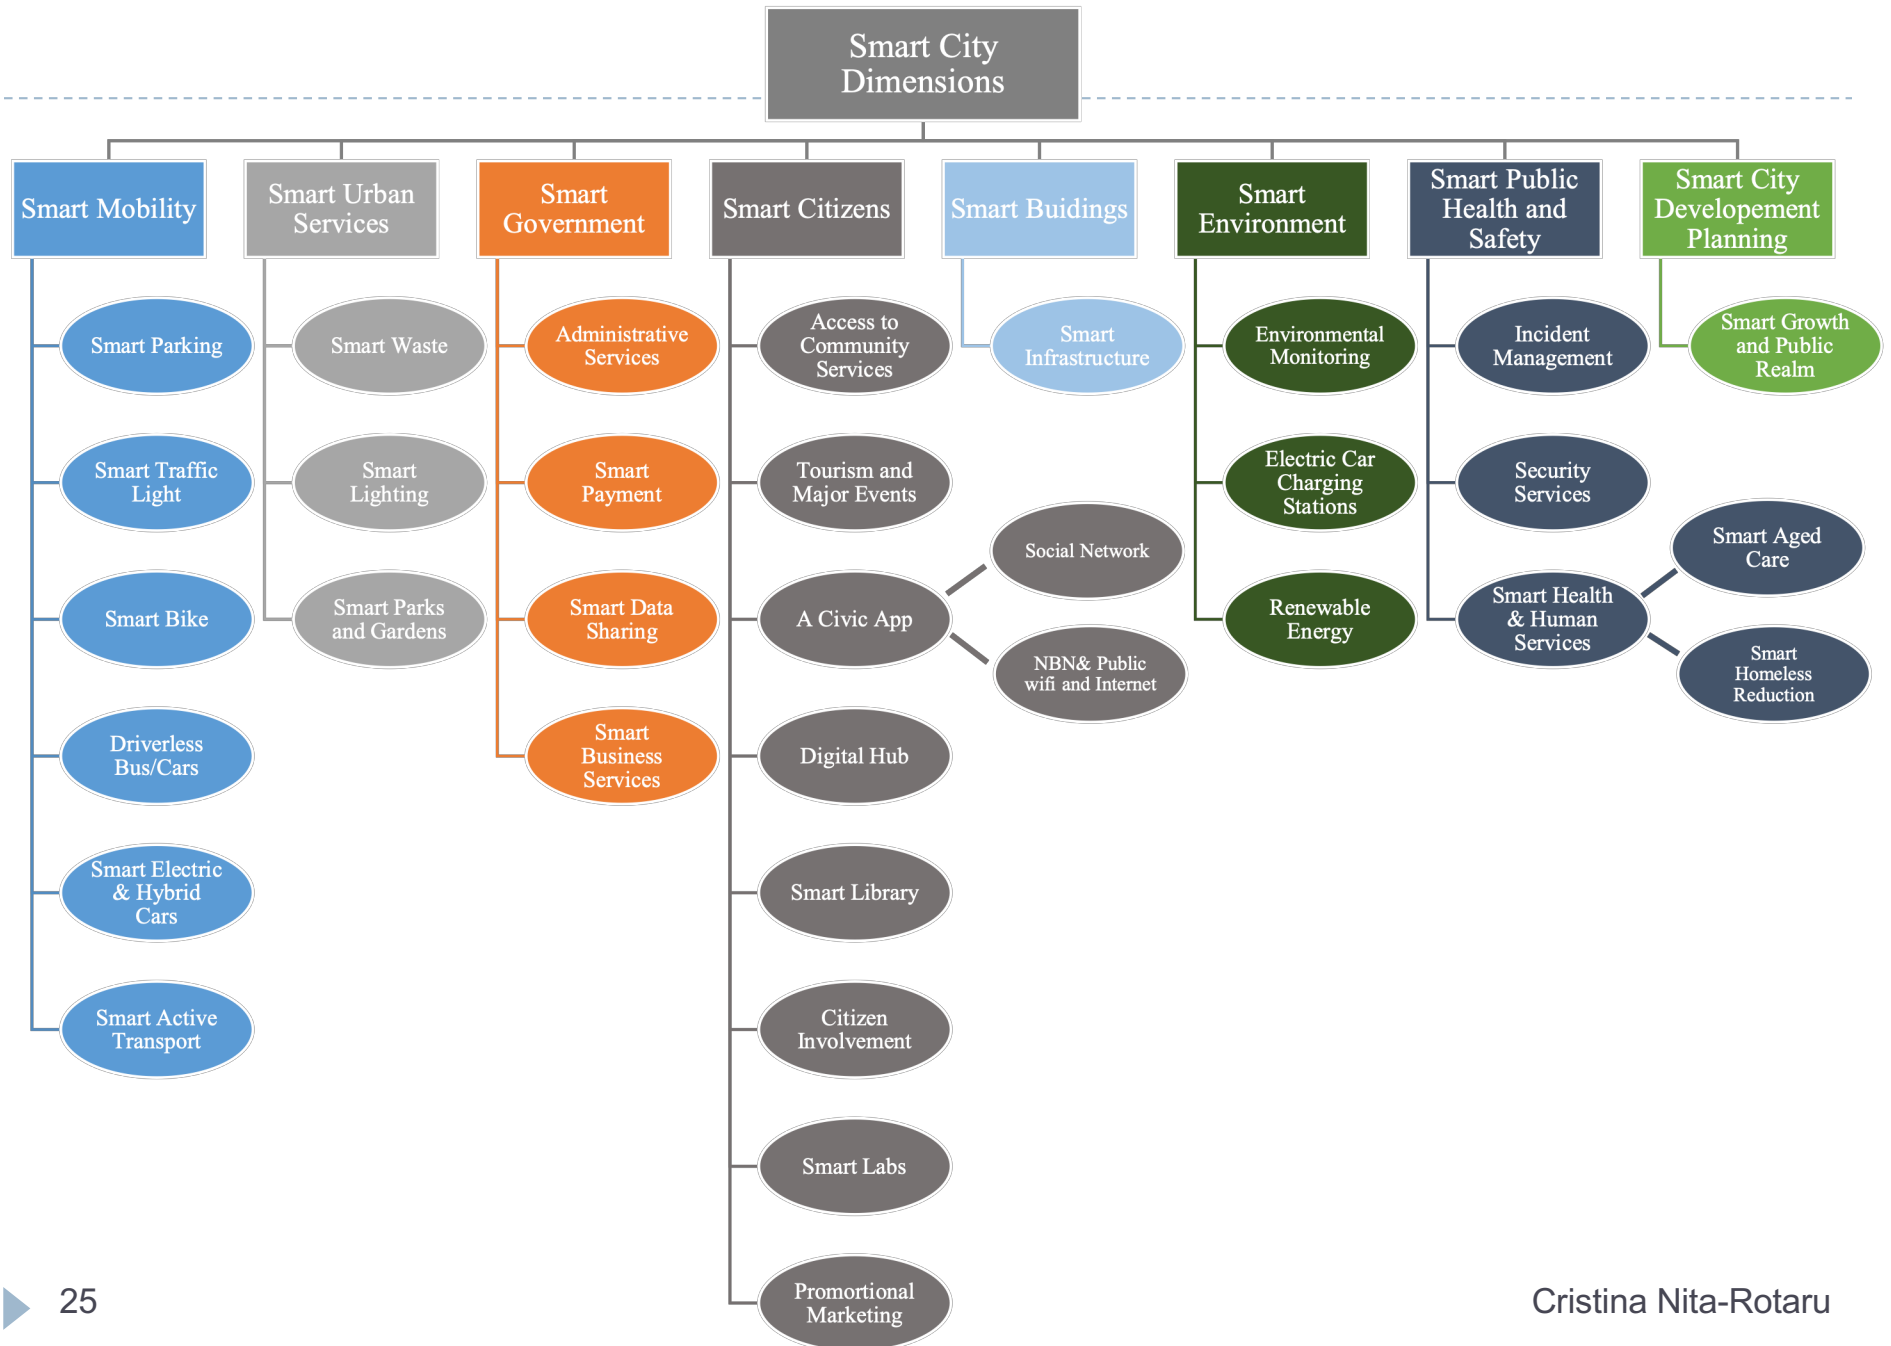 Smart City
Dimensions
Smart Mobility
Smart Urban
Services
Smart
Government
Smart Citizens
Smart Buidings
Smart
Environment
Smart Public
Health and
Safety
Smart City
Developement
Planning
Smart Parking
Smart Traffic
Light
Smart Bike
Driverless
Bus/Cars
Smart Electric
& Hybrid
Cars
Smart Active
Transport
Smart Waste
Smart
Lighting
Smart Parks
and Gardens
Administrative
Services
Smart
Payment
Smart Data
Sharing
Smart
Business
Services
Access to
Community
Services
Tourism and
Major Events
A Civic App
Social Network
NBN& Public
wifi and Internet
Digital Hub
Smart Library
Citizen
Involvement
Smart Labs
Promortional
Marketing
Smart
Infrastructure
Environmental
Monitoring
Electric Car
Charging
Stations
Renewable
Energy
Incident
Management
Security
Services
Smart Health
& Human
Services
Smart Aged
Care
Smart
Homeless
Reduction
Smart Growth
and Public
Realm
25
Cristina Nita-Rotaru